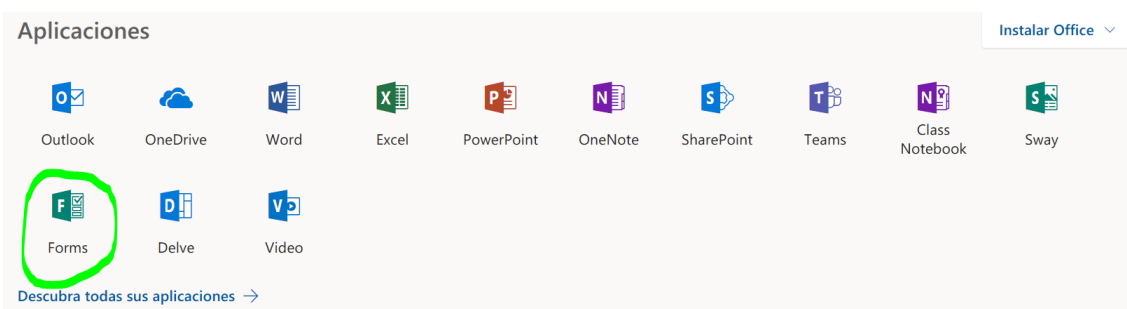 Aplicaciones
Instalar Office
Outlook
OneDrive
Word
Excel
PowerPoint
OneNote
SharePoint
Teams
Class
Notebook
Sway
Forms
Delve
Video
Descubra todas sus aplicaciones